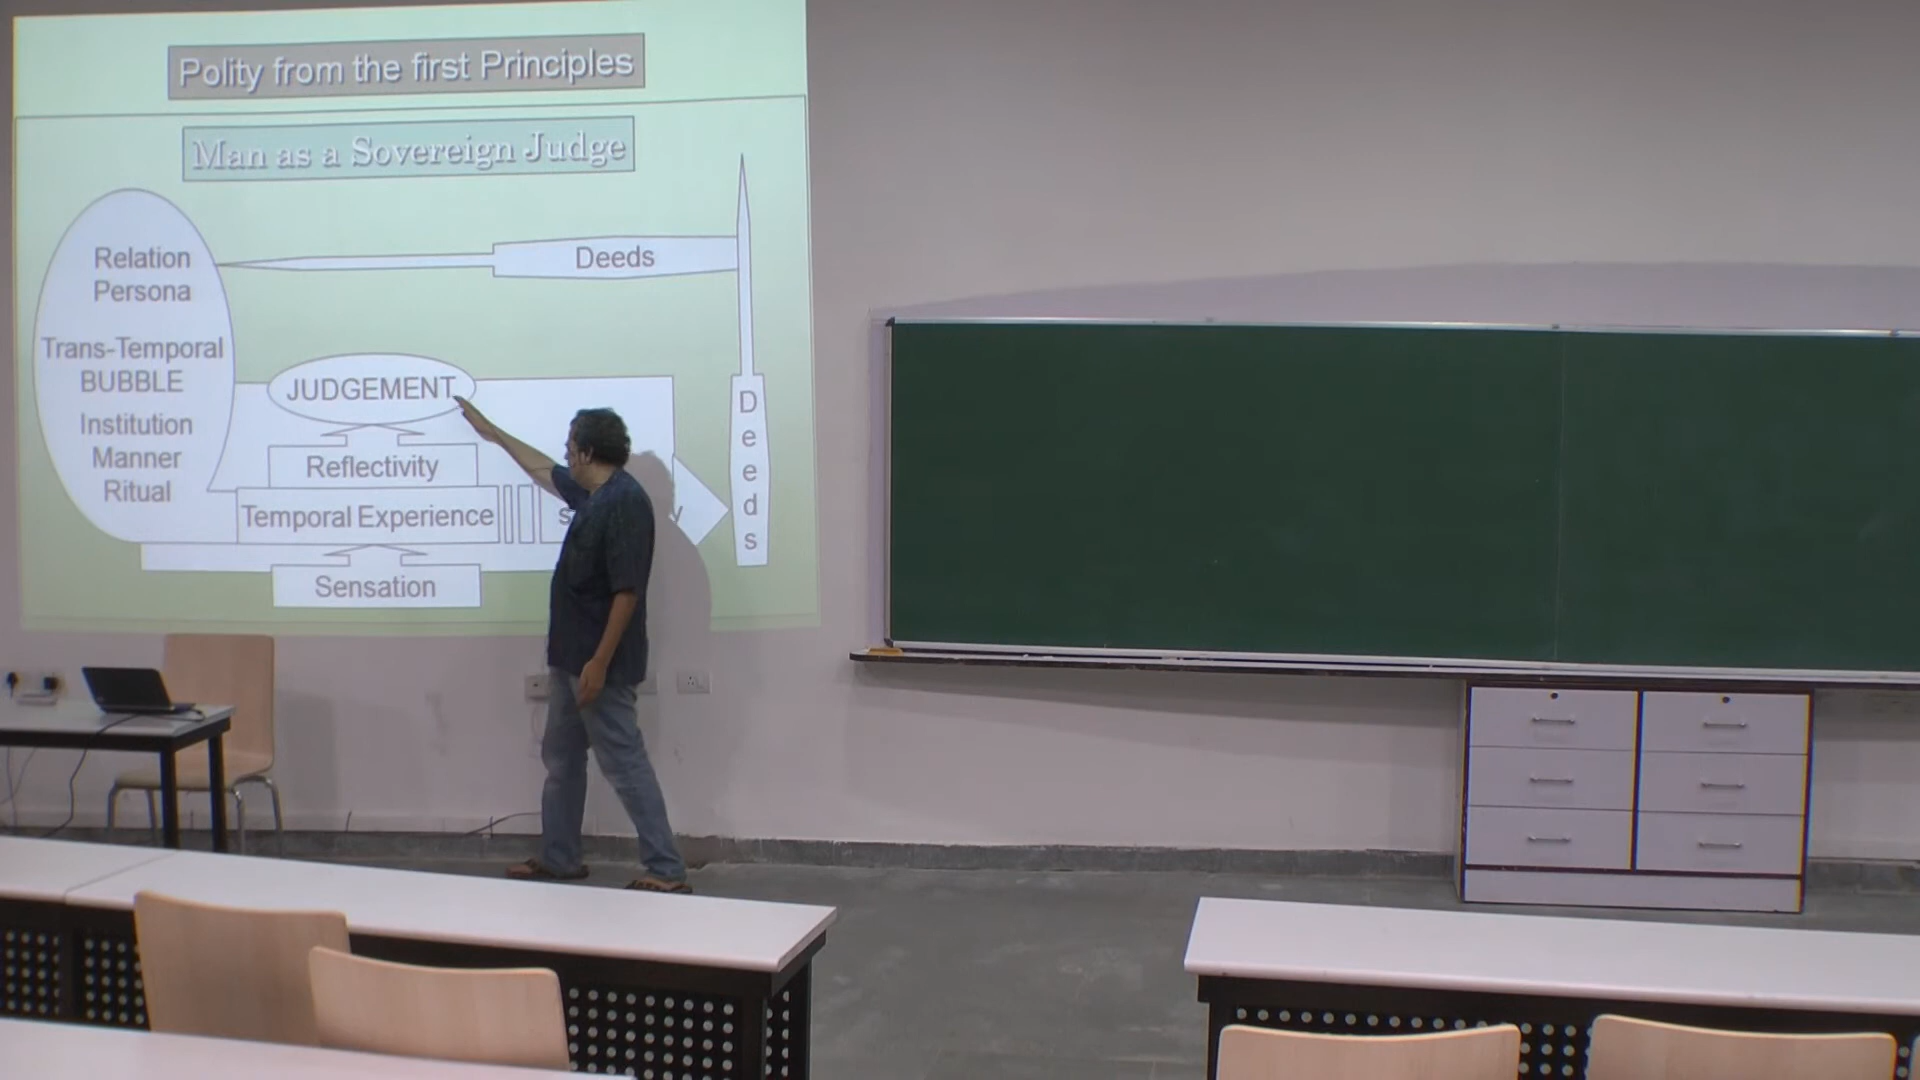 Polity from the first Principles
Man as a Sovereign Judge
Relation
Persona
Trans-Temporal
BUBBLE
Institution
Manner
Ritual
Deeds
JUDGEMENT
Reflectivity
Temporal Experience
Sensation
Deeds